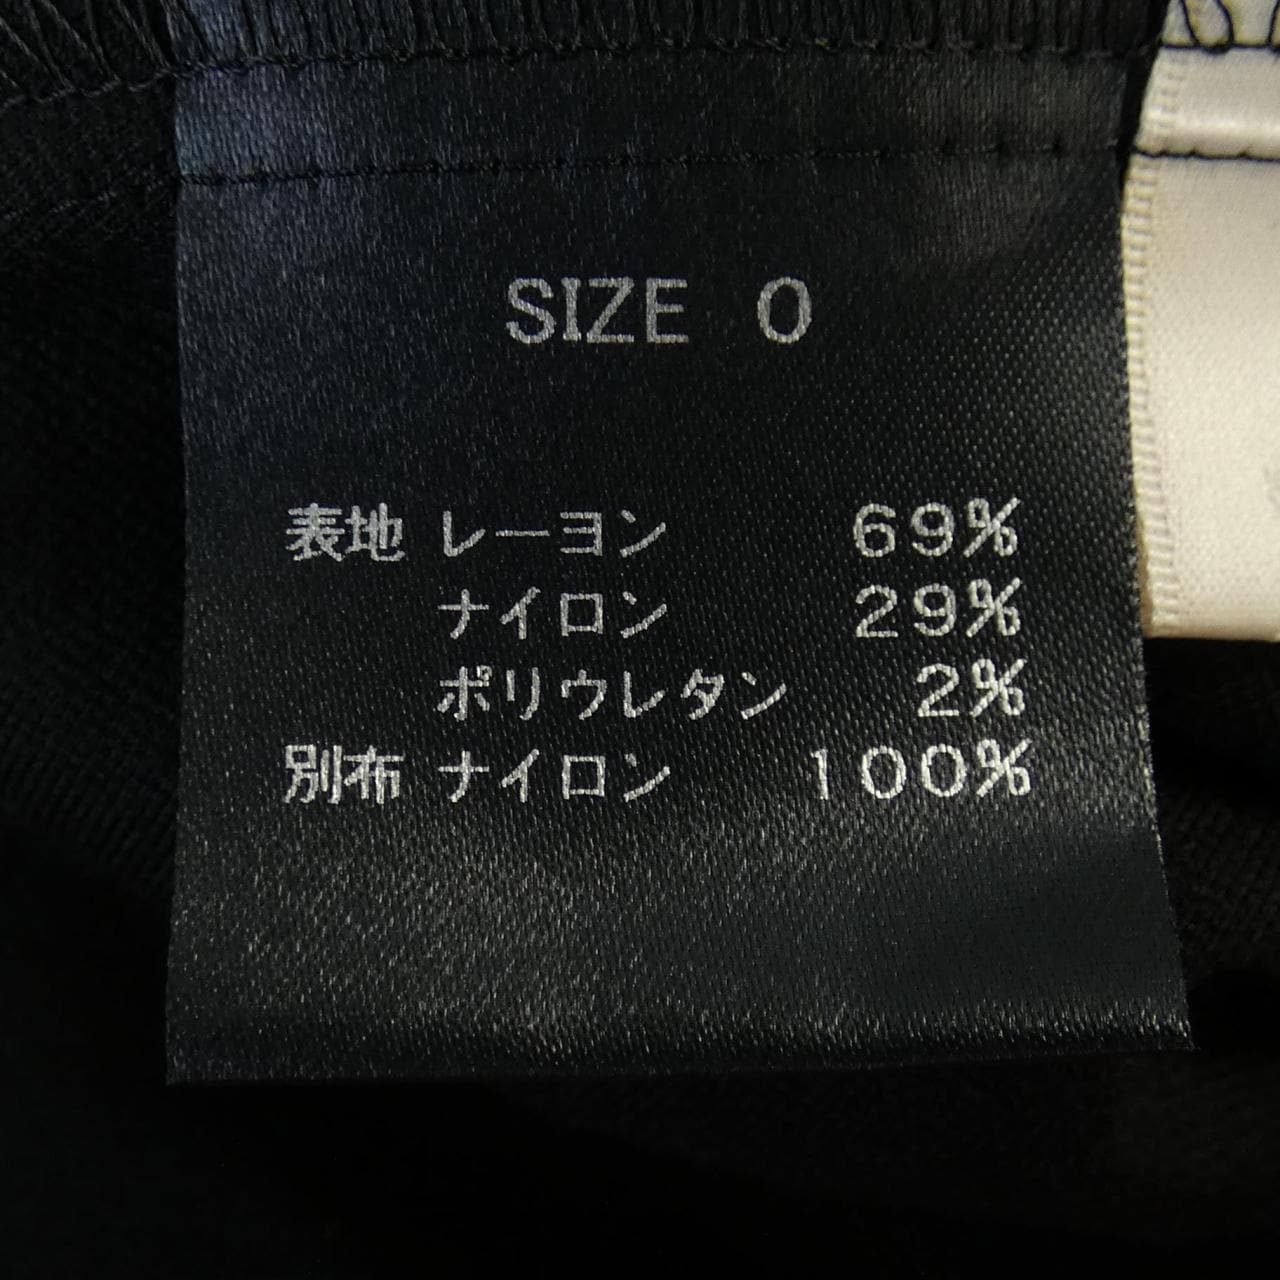 SIZE 0
表地 レーヨン 69%
ナイロン 29%
ポリウレタン 2%
別布 ナイロン 100%